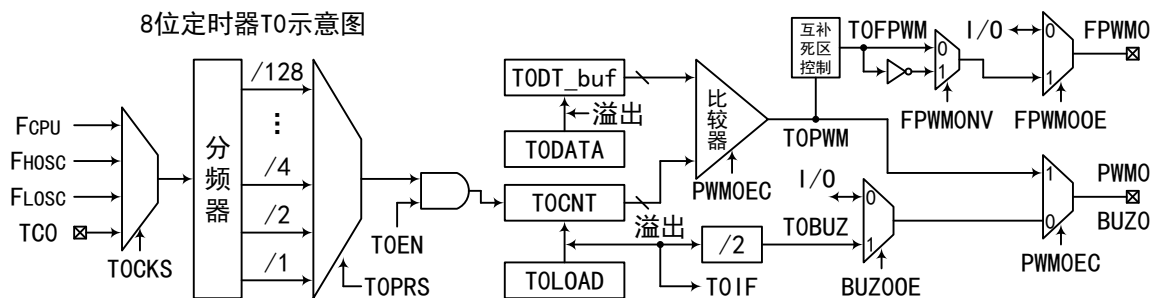 8位定时器T0示意图
FCPU
FHOSC
FLOSC
TC0
T0CKS
分频器
/128
⋮
/4
/2
/1
T0PRS
T0EN
T0DT_buf
溢出
T0DATA
T0CNT
溢出
T0LOAD
T0IF
/2
比较器
PWM0EC
T0PWM
互补
死区
控制
T0FPWM
0
1
FPWM0NV
I/O
0
1
FPWM0OE
FPWM0
I/O
0
T0BUZ
1
BUZ0OE
1
0
PWM0EC
PWM0
BUZ0